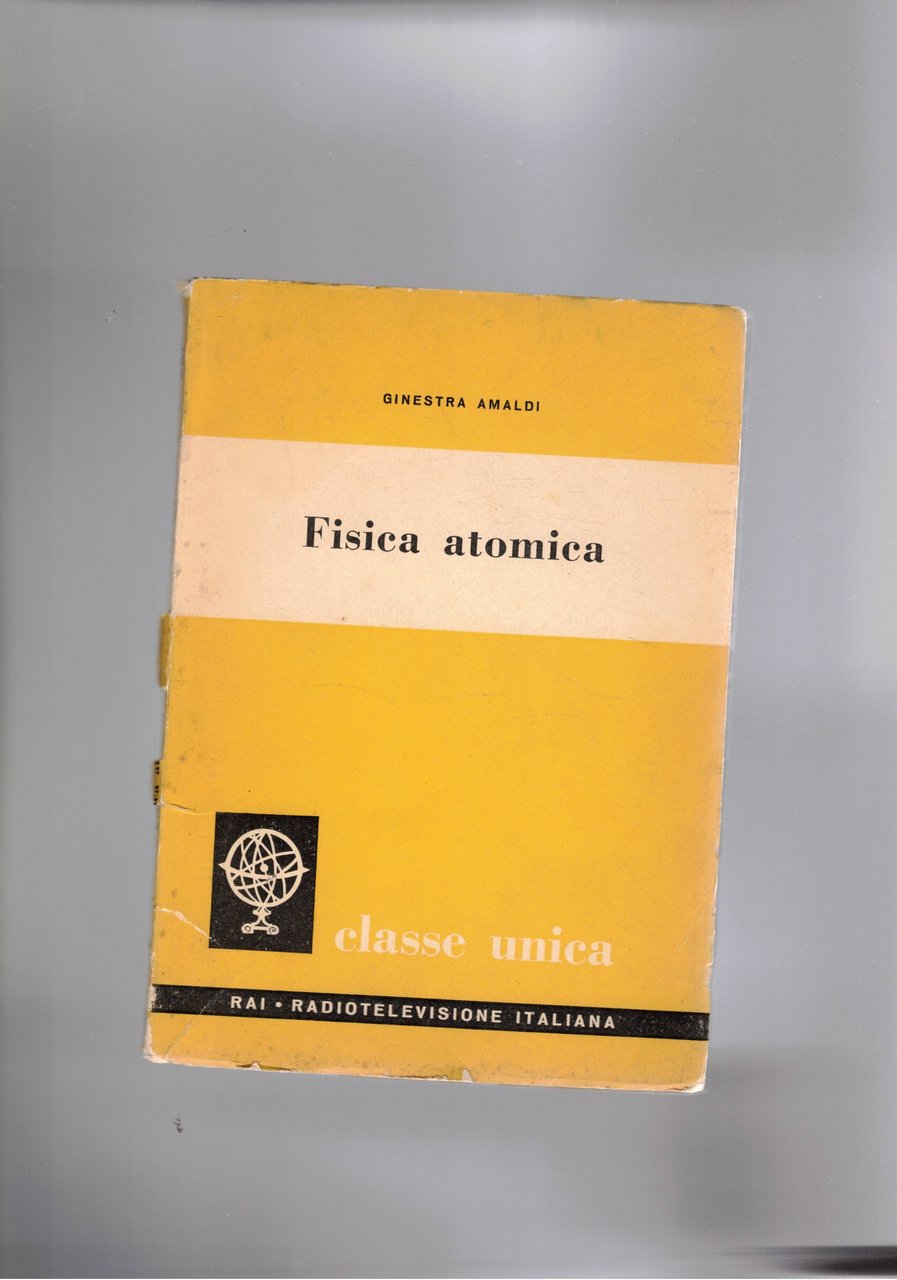 GINESTRA AMALDI
Fisica atomica
classe unica
RAI • RADIOTELEVISIONE ITALIANA